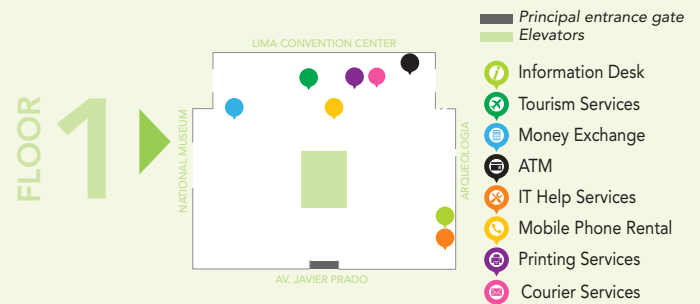 FLOOR 1
LIMA CONVENTION CENTER
NATIONAL MUSEUM
ARQUEOLOGIA
AV. JAVIER PRADO
Principal entrance gate
Elevators
Information Desk
Tourism Services
Money Exchange
ATM
IT Help Services
Mobile Phone Rental
Printing Services
Courier Services